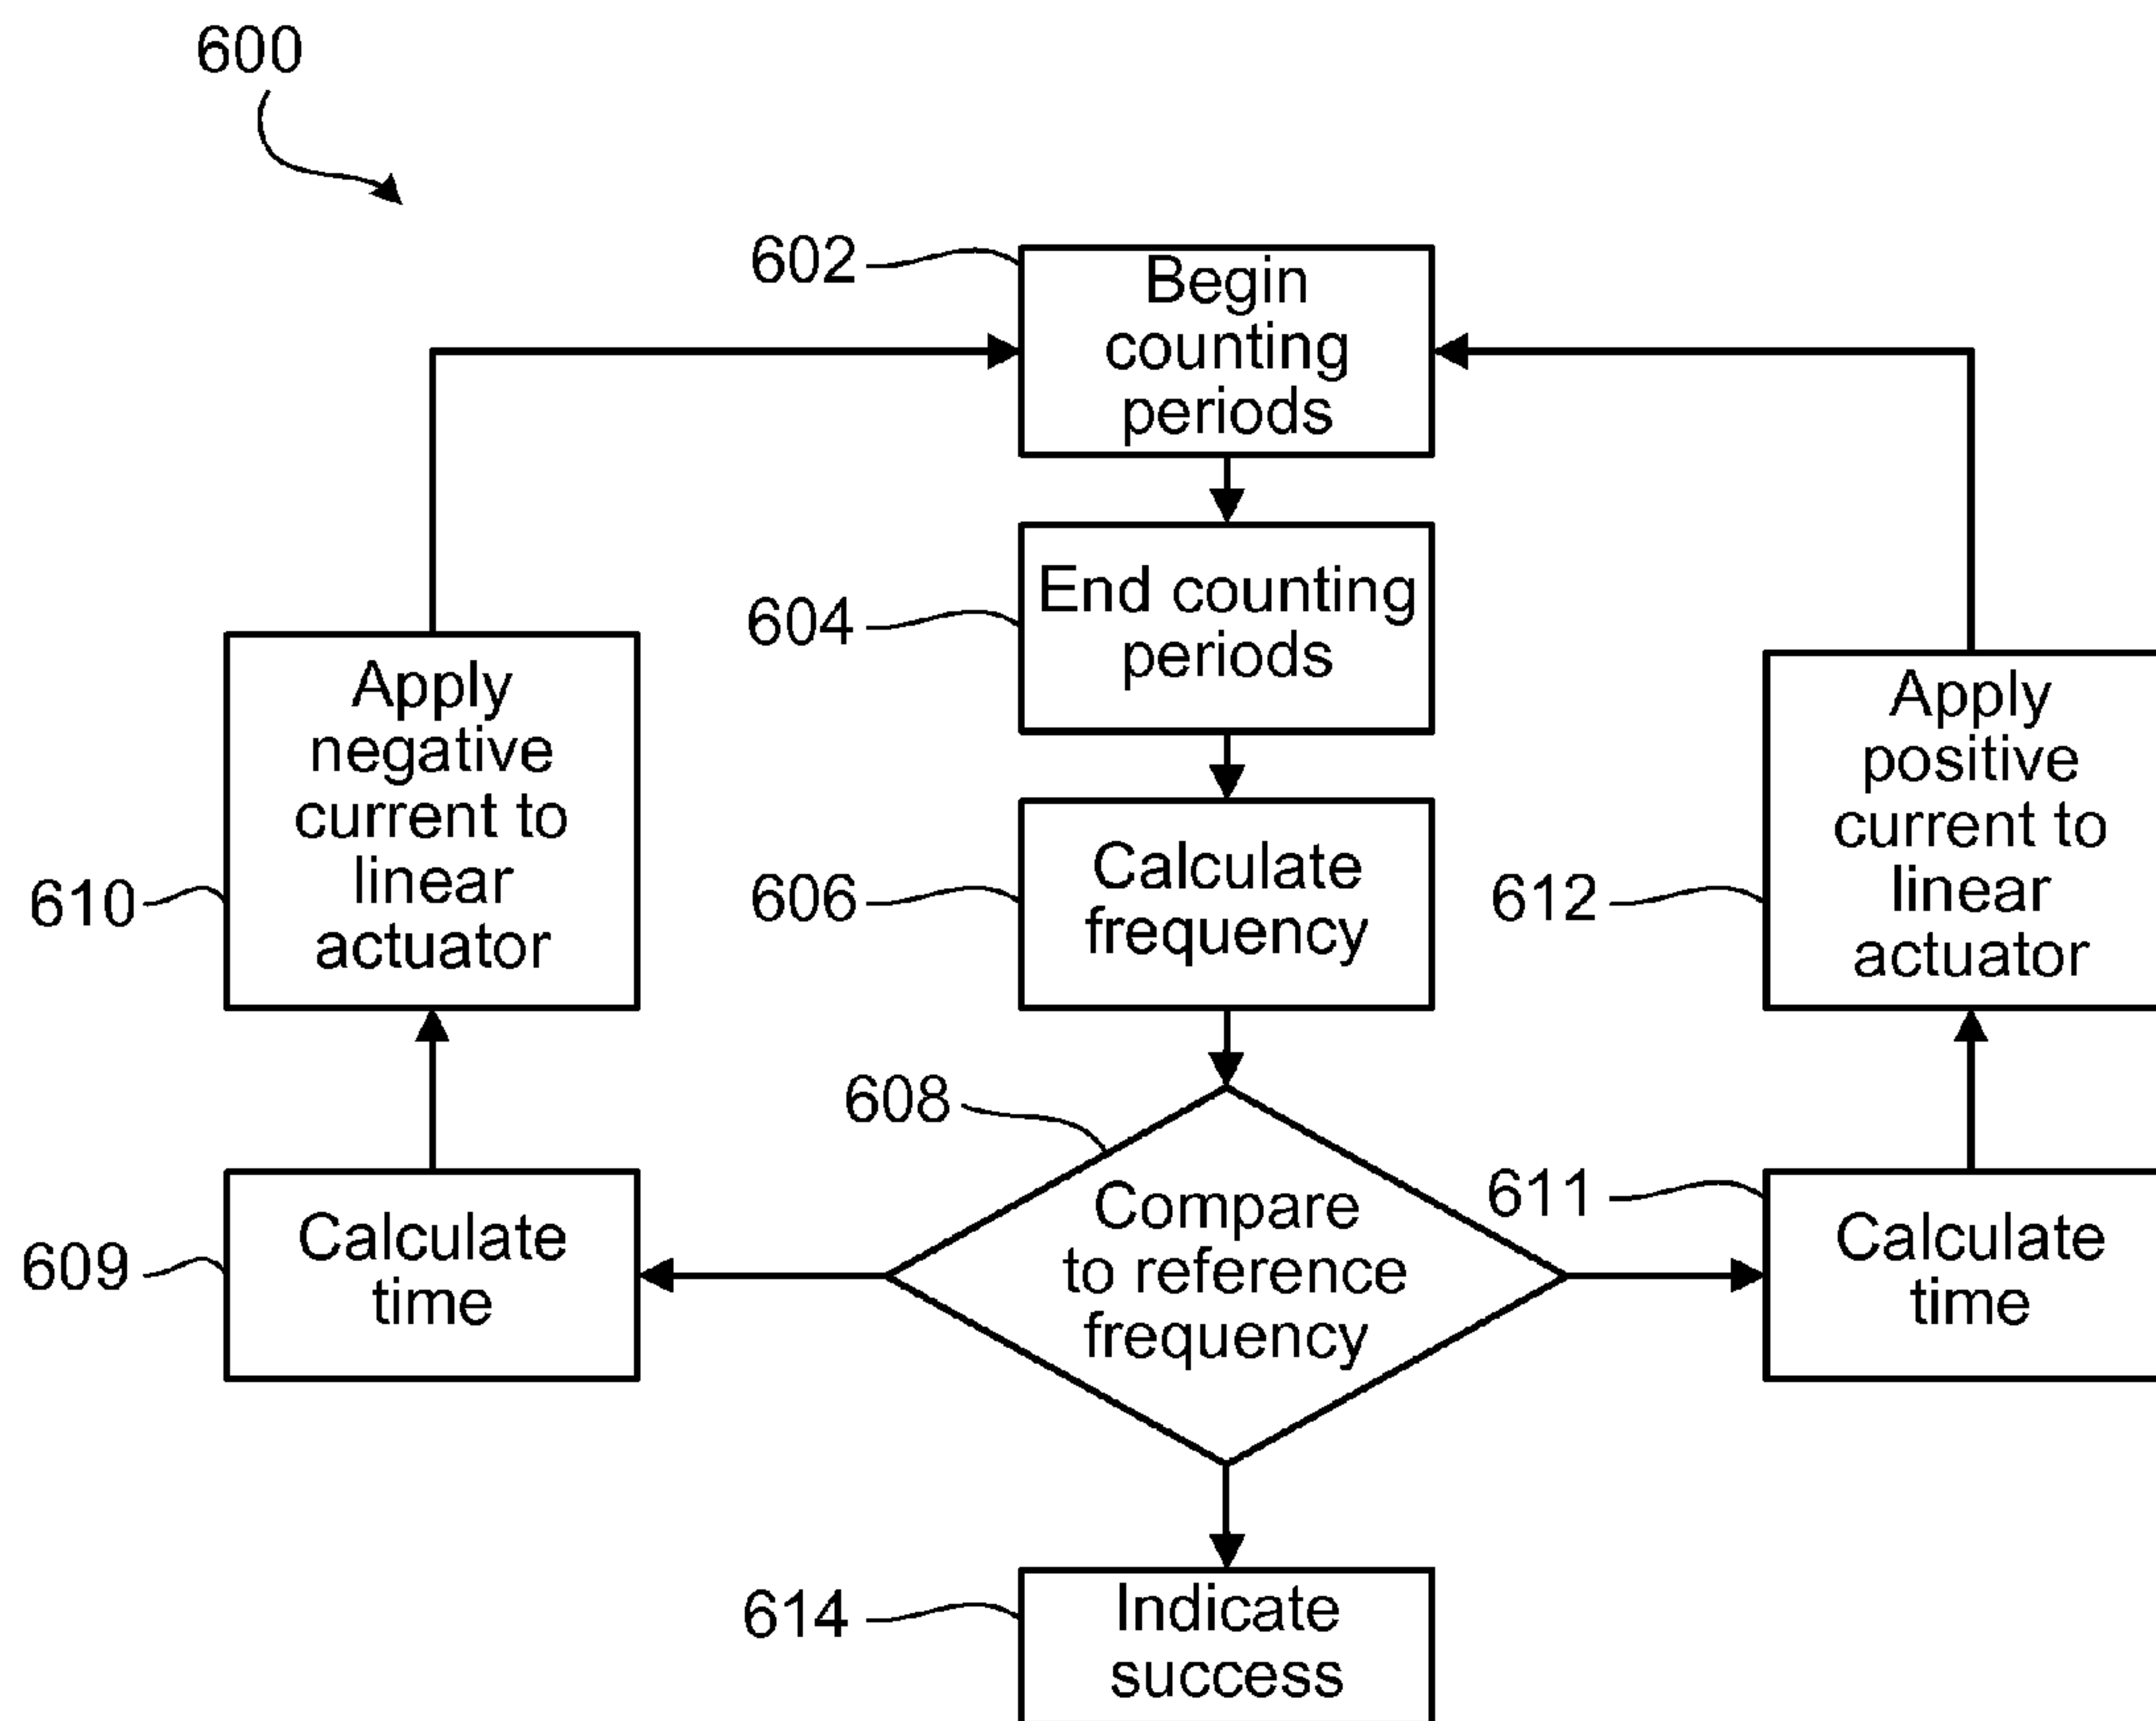 600
602
Begin
counting
periods
604
End counting
periods
610
Apply
negative
current to
linear
actuator
606
Calculate
frequency
612
Apply
positive
current to
linear
actuator
608
Compare
to reference
frequency
609
Calculate
time
611
Calculate
time
614
Indicate
success